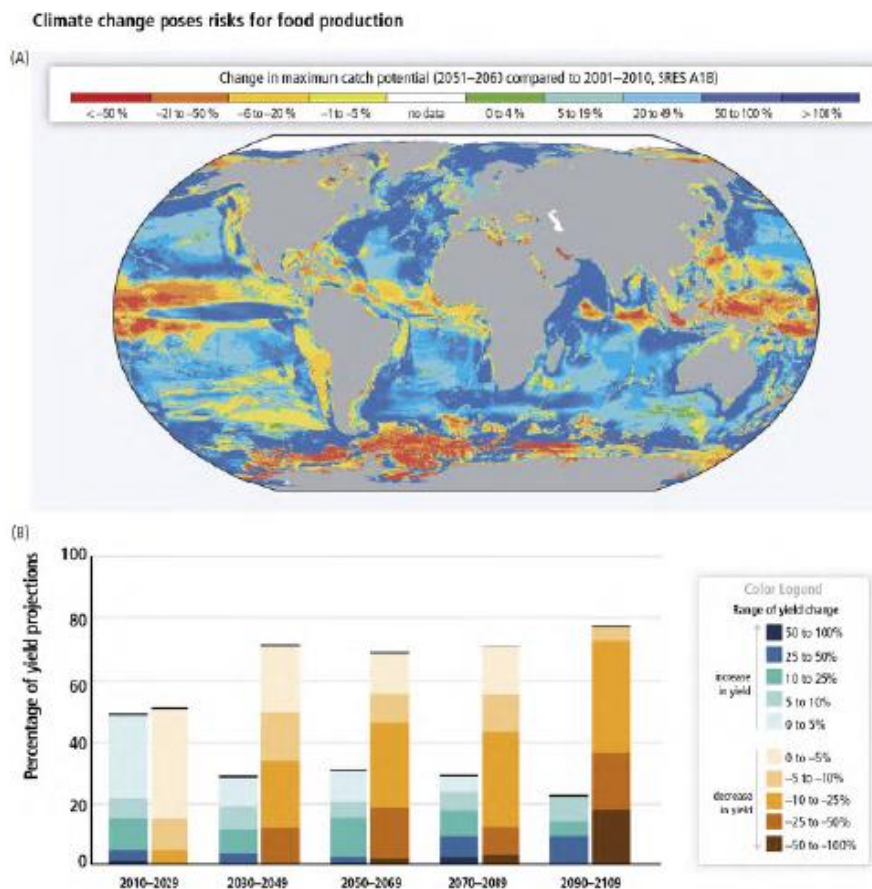 Climate change poses risks for food production
(A)
Change in maximun catch potential (2051–2060 compared to 2001–2010, SRES A1B)
< –50 % –21 to –50 % –6 to –20 % –1 to –5 % no data 0 to 4 % 5 to 19 % 20 to 49 % 50 to 100 % > 100 %
(B)
Percentage of yield projections
100
80
60
40
20
0
2010–2029 2030–2049 2050–2069 2070–2089 2090–2109
Color Legend
Range of yield change
increase
in yield
50 to 100%
25 to 50%
10 to 25%
5 to 10%
0 to 5%
decrease
in yield
0 to –5%
–5 to –10%
–10 to –25%
–25 to –50%
–50 to –100%